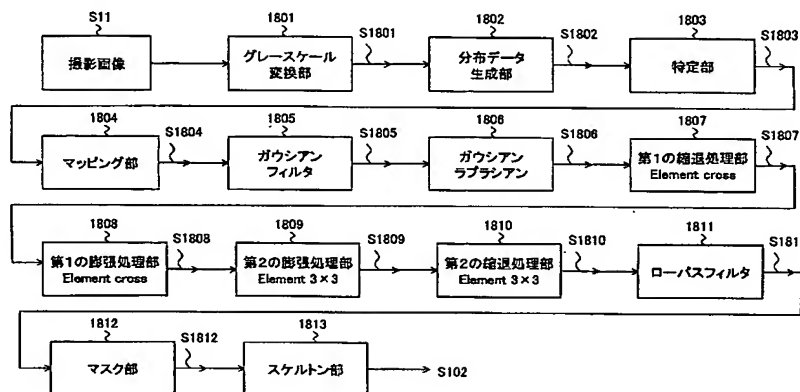 S11
撮影画像
1801
グレースケール
変換部
S1801
1802
分布データ
生成部
S1802
1803
特定部
S1803
1804
マッピング部
S1804
1805
ガウシアン
フィルタ
S1805
1806
ガウシアン
ラプラシアン
S1806
1807
第1の縮退処理部
Element cross
S1807
1808
第1の膨張処理部
Element cross
S1808
1809
第2の膨張処理部
Element 3×3
S1809
1810
第2の縮退処理部
Element 3×3
S1810
1811
ローパスフィルタ
S181
1812
マスク部
S1812
1813
スケルトン部
S102